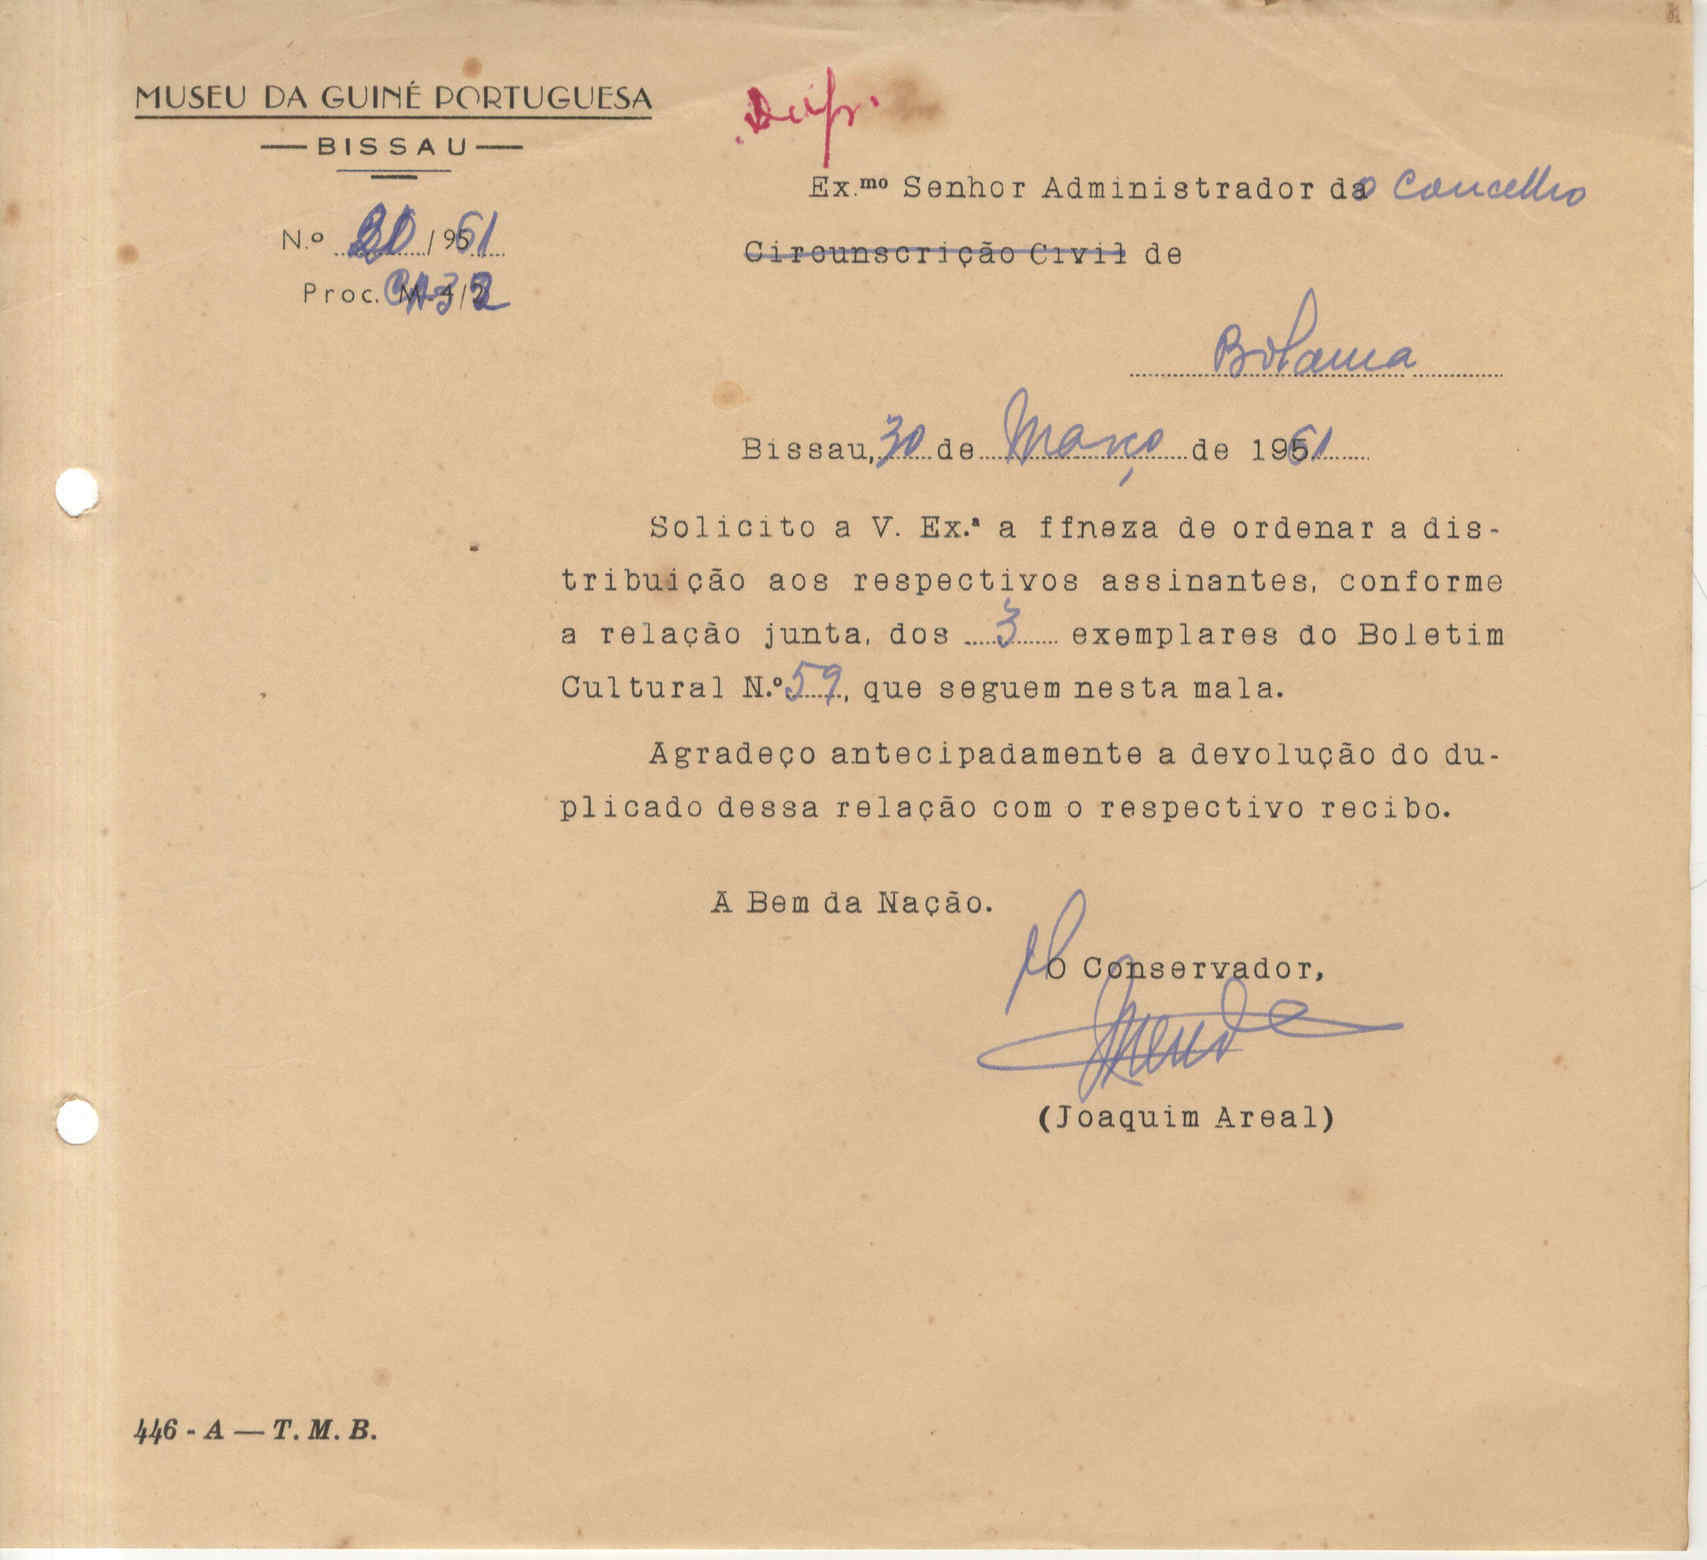 MUSEU DA GUINÉ PORTUGUESA
— BISSAU —
N.º /961
Proc.
Ex.mo Senhor Administrador do Concelho
Circunscrição Civil de
Bolama
Bissau, 30 de Março de 1961
Solicito a V. Ex.ª a ffneza de ordenar a dis-
tribuição aos respectivos assinantes, conforme
a relação junta, dos 3 exemplares do Boletim
Cultural N.º 59, que seguem nesta mala.
Agradeço antecipadamente a devolução do du-
plicado dessa relação com o respectivo recibo.
A Bem da Nação.
O Conservador,
(Joaquim Areal)
446 - A — T. M. B.